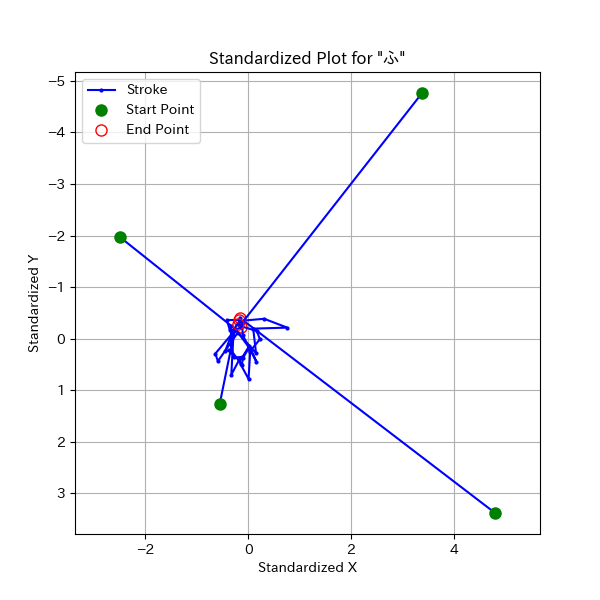 Standardized Plot for "ふ"
Stroke
Start Point
End Point
−5
−4
−3
−2
−1
0
1
2
3
Standardized Y
−2 0 2 4
Standardized X